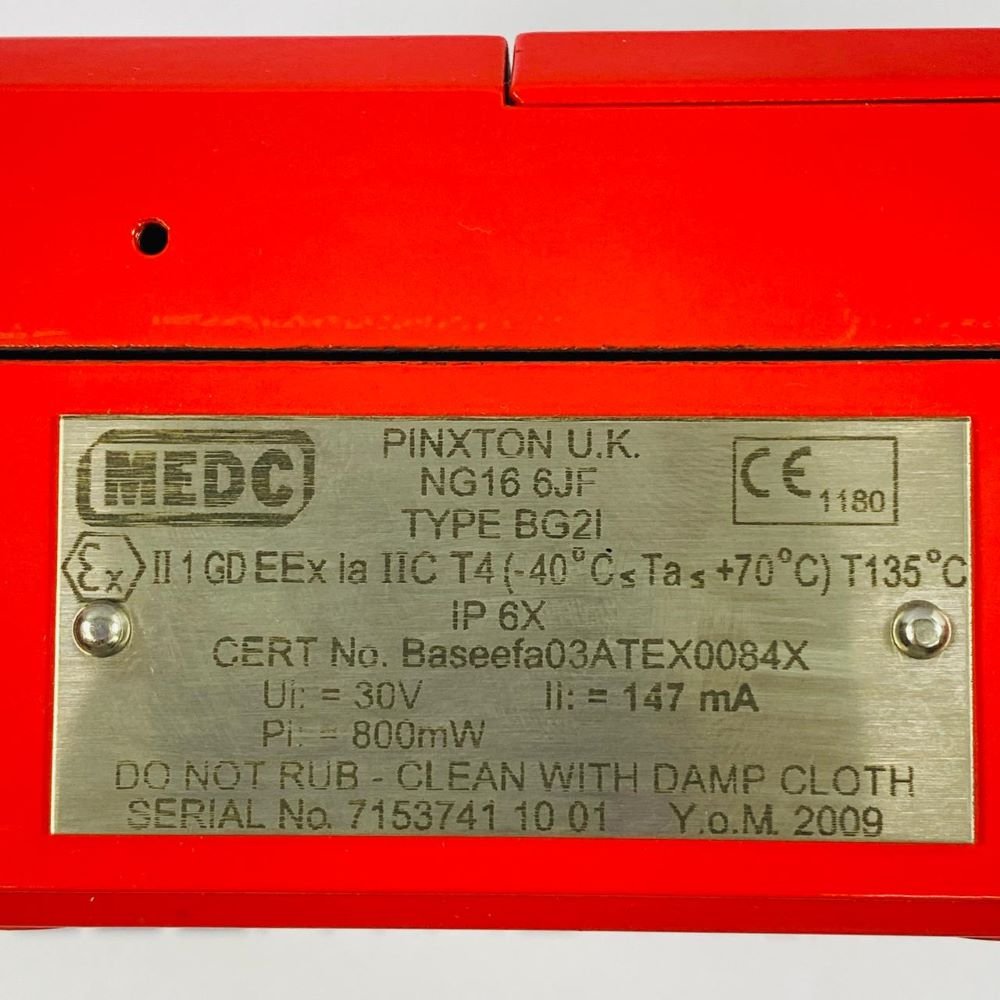 MEDC
PINXTON U.K.
NG16 6JF
TYPE BG2I
CE 1180
Ex II 1 GD EEx ia IIC T4 (-40°C ≤ Ta ≤ +70°C) T135°C
IP 6X
CERT No. Baseefa03ATEX0084X
Ui: = 30V Ii: = 147 mA
Pi: = 800mW
DO NOT RUB - CLEAN WITH DAMP CLOTH
SERIAL No. 7153741 10 01 Y.o.M. 2009